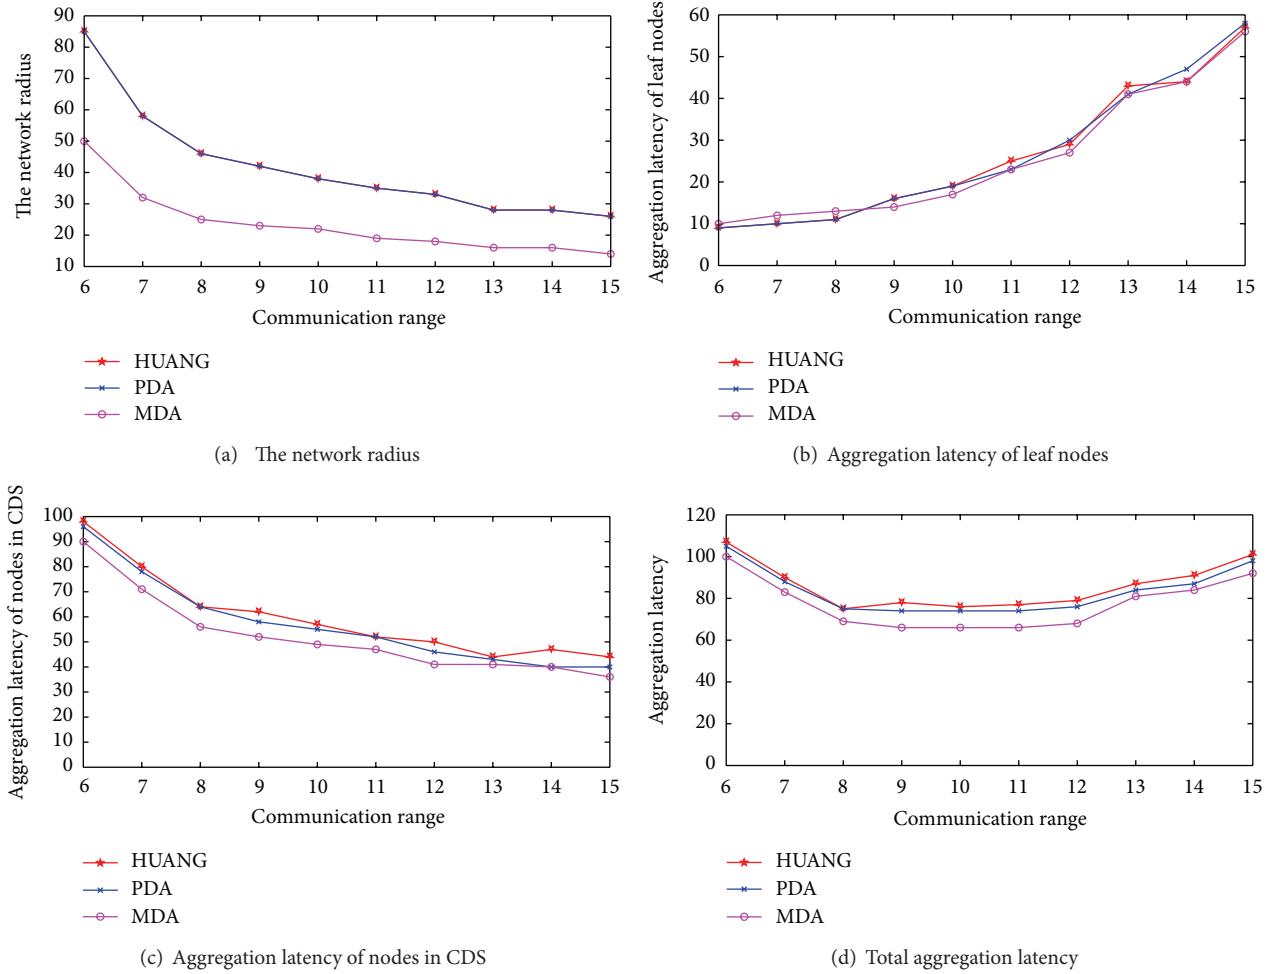 The network radius
90
80
70
60
50
40
30
20
10
6 7 8 9 10 11 12 13 14 15
Communication range
HUANG
PDA
MDA
(a) The network radius
Aggregation latency of leaf nodes
60
50
40
30
20
10
0
6 7 8 9 10 11 12 13 14 15
Communication range
HUANG
PDA
MDA
(b) Aggregation latency of leaf nodes
Aggregation latency of nodes in CDS
100
90
80
70
60
50
40
30
20
10
0
6 7 8 9 10 11 12 13 14 15
Communication range
HUANG
PDA
MDA
(c) Aggregation latency of nodes in CDS
Aggregation latency
120
100
80
60
40
20
0
6 7 8 9 10 11 12 13 14 15
Communication range
HUANG
PDA
MDA
(d) Total aggregation latency